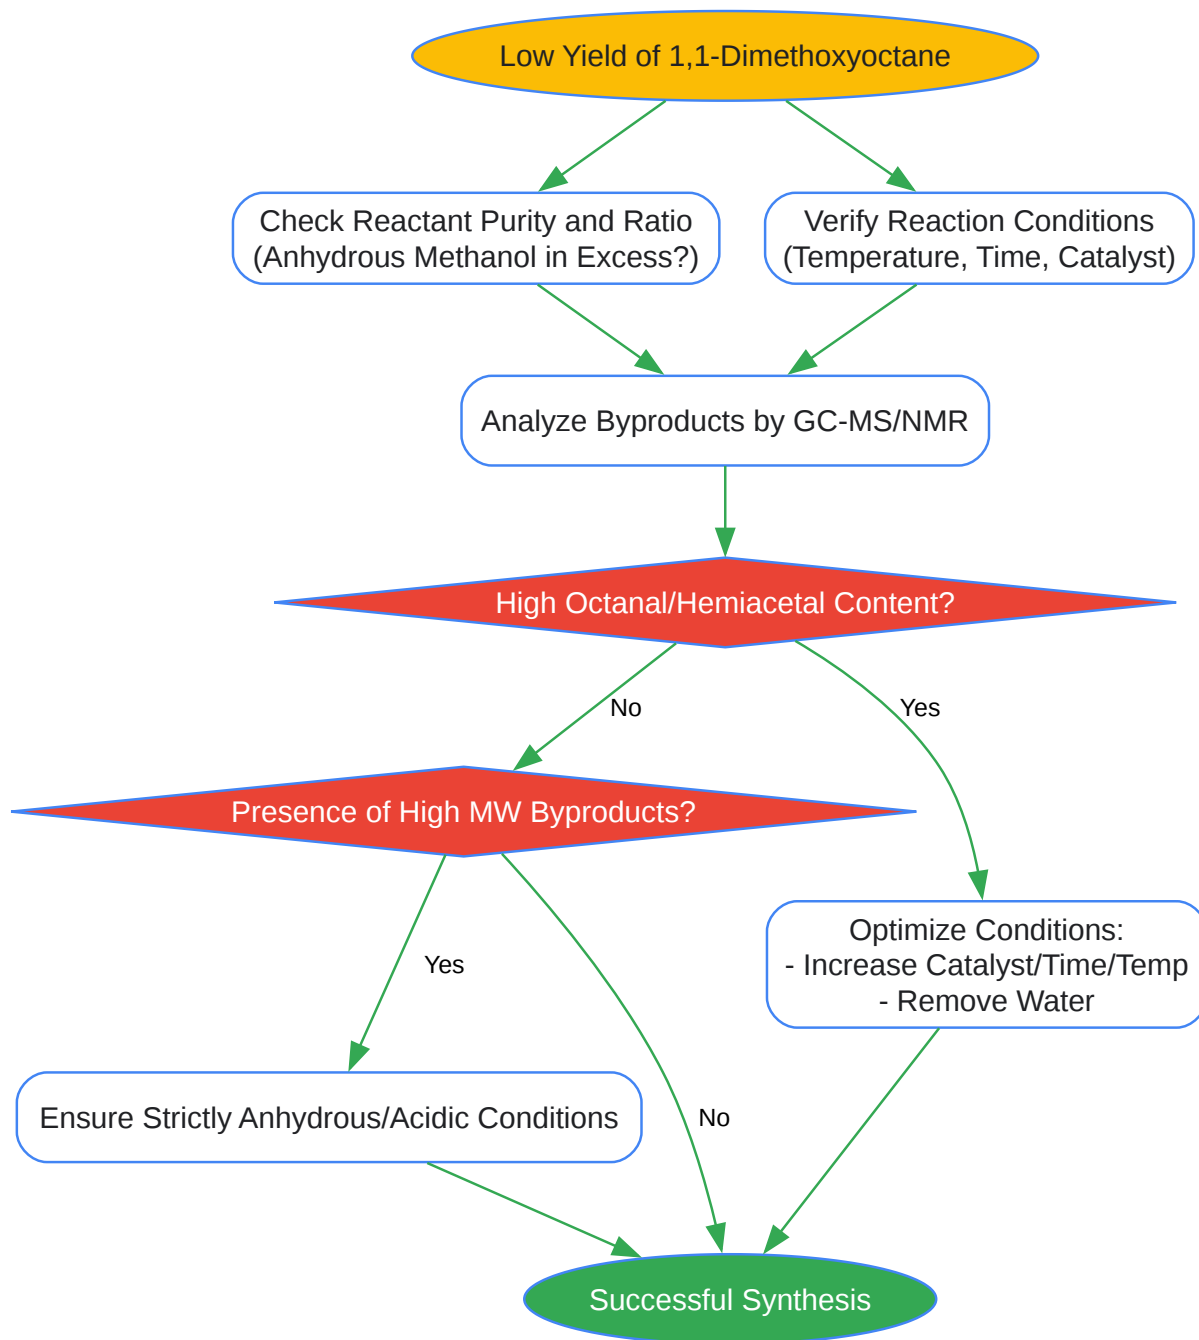 Low Yield of 1,1-Dimethoxyoctane
Check Reactant Purity and Ratio
(Anhydrous Methanol in Excess?)
Verify Reaction Conditions
(Temperature, Time, Catalyst)
Analyze Byproducts by GC-MS/NMR
High Octanal/Hemiacetal Content?
No
Yes
Presence of High MW Byproducts?
Optimize Conditions:
- Increase Catalyst/Time/Temp
- Remove Water
Yes
Ensure Strictly Anhydrous/Acidic Conditions
No
Successful Synthesis